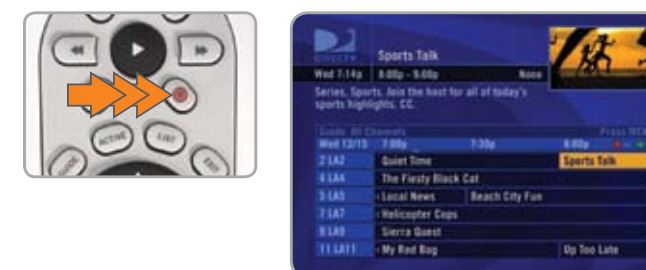 ACTIVE
LIST
GUIDE
EXIT
DIRECTV
Sports Talk
Wed 7:14p 8:00p - 9:00p None
Series, Sports. Join the host for all of today's
sports highlights. CC.
Guide: All Channels Press
Wed 12/15 7:00p 7:30p 8:00p
2 LA2 Quiet Time Sports Talk
4 LA4 The Fiesty Black Cat
5 LA5 Local News Beach City Fun
7 LA7 Helicopter Cops
9 LA9 Sierra Quest
11 LA11 My Red Bag Up Too Late